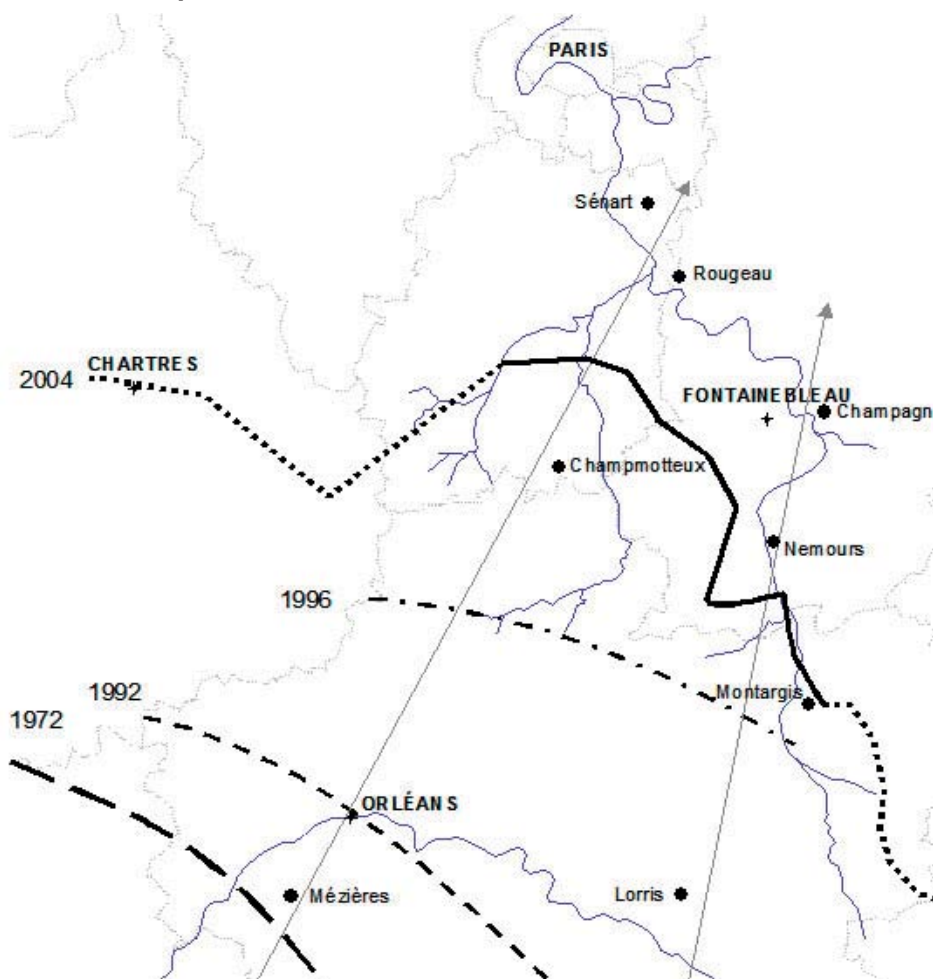 PARIS
Sénart
Rougeau
CHARTRES
2004
FONTAINEBLEAU
Champagn
Champmotteux
Nemours
1996
1992
Montargis
1972
ORLÉANS
Mézières
Lorris